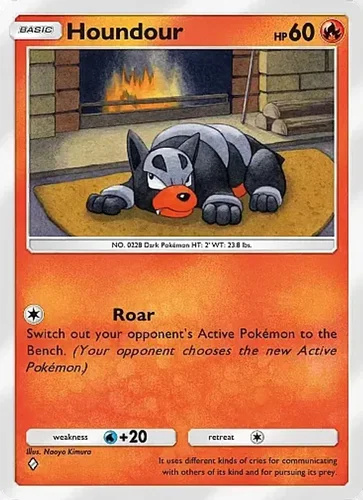 BASIC Houndour HP 60
NO. 0228 Dark Pokémon HT: 2' WT: 23.8 lbs.
Roar
Switch out your opponent's Active Pokémon to the
Bench. (Your opponent chooses the new Active
Pokémon.)
weakness +20 retreat
Illus. Naoyo Kimura
It uses different kinds of cries for communicating
with others of its kind and for pursuing its prey.